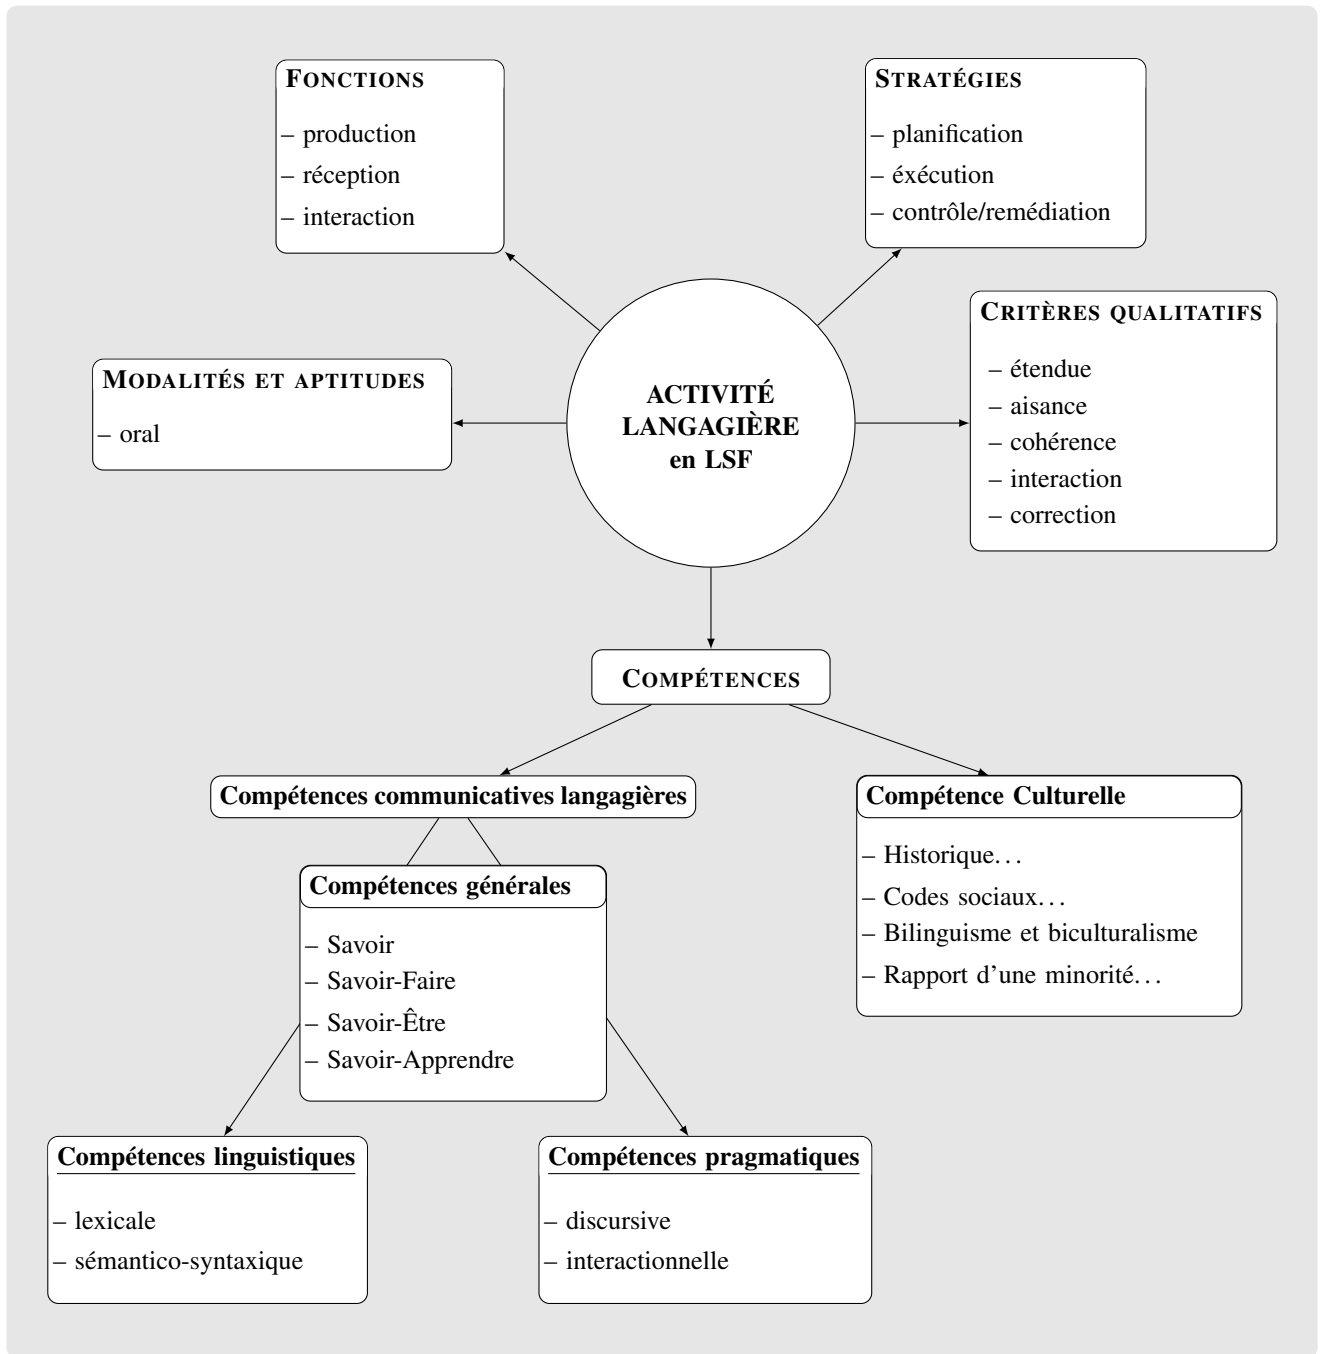 FONCTIONS
– production
– réception
– interaction
STRATÉGIES
– planification
– éxécution
– contrôle/remédiation
MODALITÉS ET APTITUDES
– oral
ACTIVITÉ
LANGAGIÈRE
en LSF
CRITÈRES QUALITATIFS
– étendue
– aisance
– cohérence
– interaction
– correction
COMPÉTENCES
Compétences communicatives langagières
Compétence Culturelle
– Historique...
– Codes sociaux...
– Bilinguisme et biculturalisme
– Rapport d'une minorité...
Compétences générales
– Savoir
– Savoir-Faire
– Savoir-Être
– Savoir-Apprendre
Compétences linguistiques
– lexicale
– sémantico-syntaxique
Compétences pragmatiques
– discursive
– interactionnelle